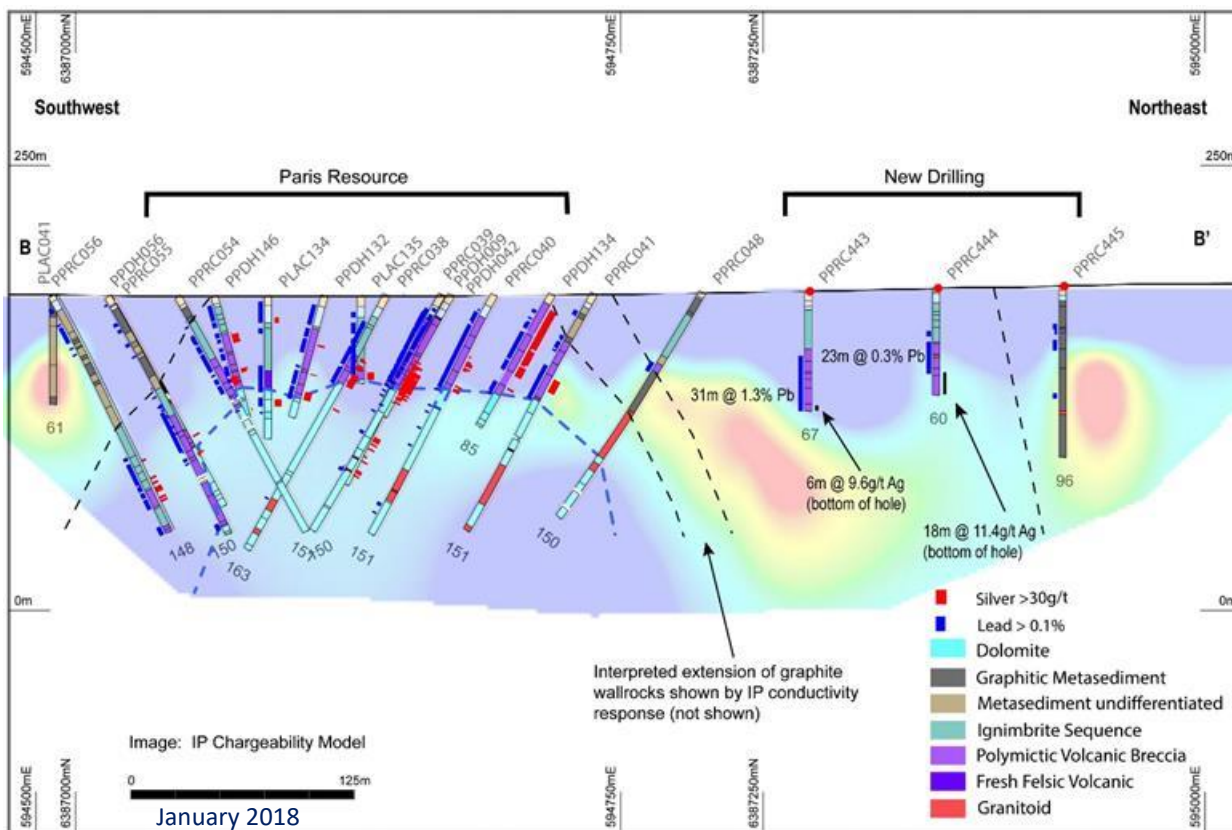 594500mE
6387000mN
594750mE
6387250mN
595000mE
Southwest
Northeast
250m
250m
Paris Resource
New Drilling
B
B'
PLAC041
PPRC056
PPDH056
PPRC055
PPRC054
PPDH146
PLAC134
PPDH132
PLAC135
PPRC038
PPRC039
PPDH009
PPDH042
PPRC040
PPDH134
PPRC041
PPRC048
PPRC443
PPRC444
PPRC445
23m @ 0.3% Pb
31m @ 1.3% Pb
61
85
67
60
96
6m @ 9.6g/t Ag
(bottom of hole)
18m @ 11.4g/t Ag
(bottom of hole)
148
150
163
151
150
151
151
150
0m
0m
Silver >30g/t
Lead > 0.1%
Dolomite
Graphitic Metasediment
Metasediment undifferentiated
Ignimbrite Sequence
Polymictic Volcanic Breccia
Fresh Felsic Volcanic
Granitoid
Interpreted extension of graphite
wallrocks shown by IP conductivity
response (not shown)
Image: IP Chargeability Model
0
125m
January 2018
594500mE
6387000mN
594750mE
6387250mN
595000mE